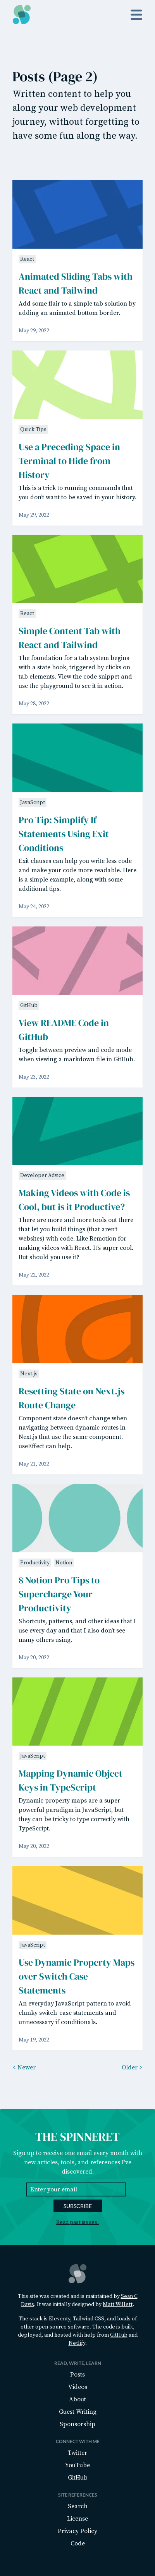 Posts (Page 2)
Written content to help you
along your web development
journey, without forgetting to
have some fun along the way.
React
Animated Sliding Tabs with
React and Tailwind
Add some flair to a simple tab solution by
adding an animated bottom border.
May 29, 2022
Quick Tips
Use a Preceding Space in
Terminal to Hide from
History
This is a trick to running commands that
you don't want to be saved in your history.
May 29, 2022
React
Simple Content Tab with
React and Tailwind
The foundation for a tab system begins
with a state hook, triggered by clicks on
tab elements. View the code snippet and
use the playground to see it in action.
May 28, 2022
JavaScript
Pro Tip: Simplify If
Statements Using Exit
Conditions
Exit clauses can help you write less code
and make your code more readable. Here
is a simple example, along with some
additional tips.
May 24, 2022
GitHub
View README Code in
GitHub
Toggle between preview and code mode
when viewing a markdown file in GitHub.
May 23, 2022
Developer Advice
Making Videos with Code is
Cool, but is it Productive?
There are more and more tools out there
that let you build things (that aren't
websites) with code. Like Remotion for
making videos with React. It's super cool.
But should you use it?
May 22, 2022
Next.js
Resetting State on Next.js
Route Change
Component state doesn't change when
navigating between dynamic routes in
Next.js that use the same component.
useEffect can help.
May 21, 2022
Productivity Notion
8 Notion Pro Tips to
Supercharge Your
Productivity
Shortcuts, patterns, and other ideas that I
use every day and that I also don't see
many others using.
May 20, 2022
JavaScript
Mapping Dynamic Object
Keys in TypeScript
Dynamic property maps are a super
powerful paradigm in JavaScript, but
they can be tricky to type correctly with
TypeScript.
May 20, 2022
JavaScript
Use Dynamic Property Maps
over Switch Case
Statements
An everyday JavaScript pattern to avoid
clunky switch-case statements and
unnecessary if conditionals.
May 19, 2022
< Newer Older >
THE SPINNERET
Sign up to receive one email every month with
new articles, tools, and references I've
discovered.
Enter your email
SUBSCRIBE
Read past issues.
This site was created and is maintained by Sean C
Davis. It was initially designed by Matt Willett.
The stack is Eleventy, Tailwind CSS, and loads of
other open-source software. The code is built,
deployed, and hosted with help from GitHub and
Netlify.
READ, WRITE, LEARN
Posts
Videos
About
Guest Writing
Sponsorship
CONNECT WITH ME
Twitter
YouTube
GitHub
SITE REFERENCES
Search
License
Privacy Policy
Code